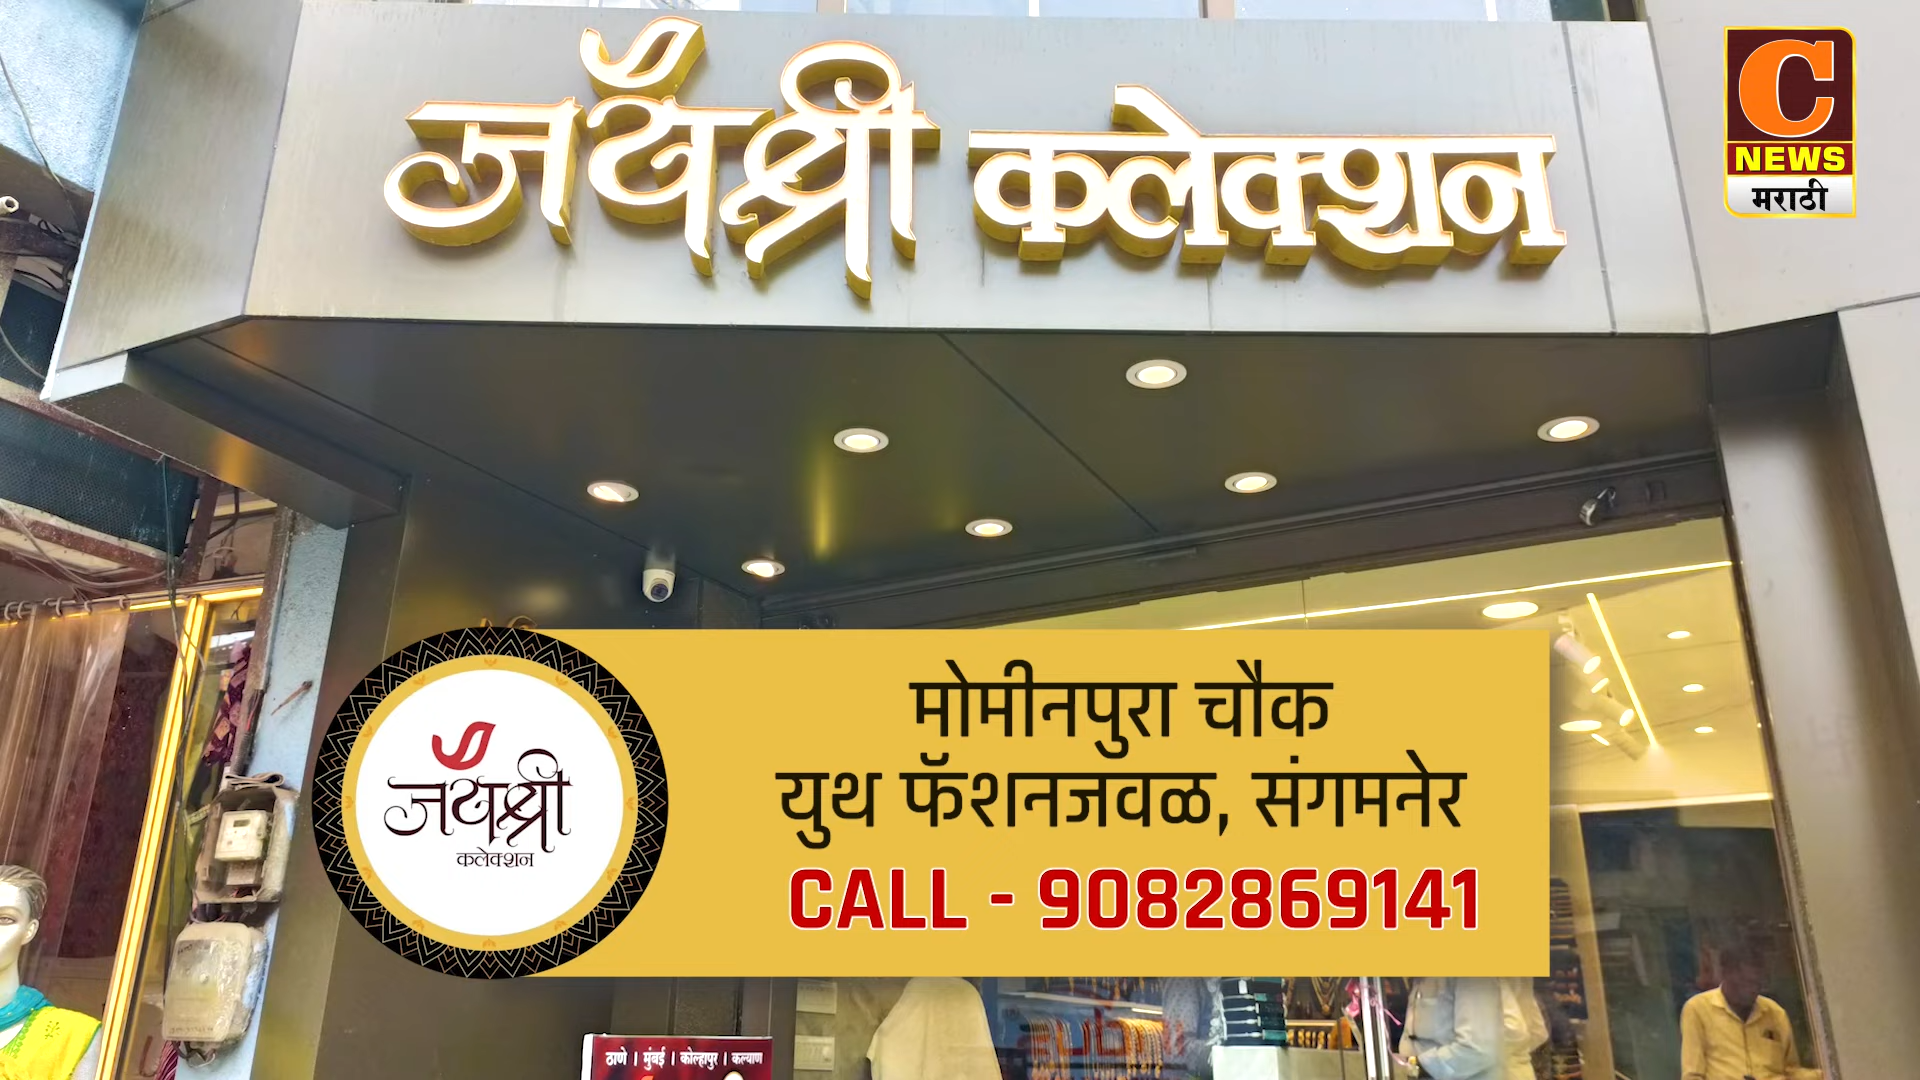 जयश्री कलेक्शन
C
NEWS
मराठी
मोमीनपुरा चौक
युथ फॅशनजवळ, संगमनेर
CALL - 9082869141
जयश्री
कलेक्शन
ठाणे | मुंबई | कोल्हापुर | कल्याण